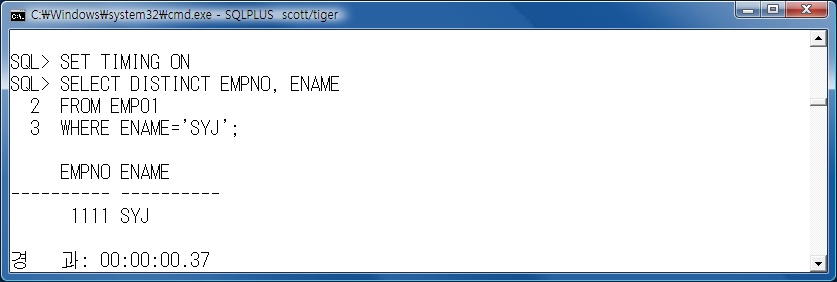 C:₩Windows₩system32₩cmd.exe - SQLPLUS scott/tiger
SQL> SET TIMING ON
SQL> SELECT DISTINCT EMPNO, ENAME
  2  FROM EMP01
  3  WHERE ENAME='SYJ';
     EMPNO ENAME
---------- ----------
      1111 SYJ
경   과: 00:00:00.37